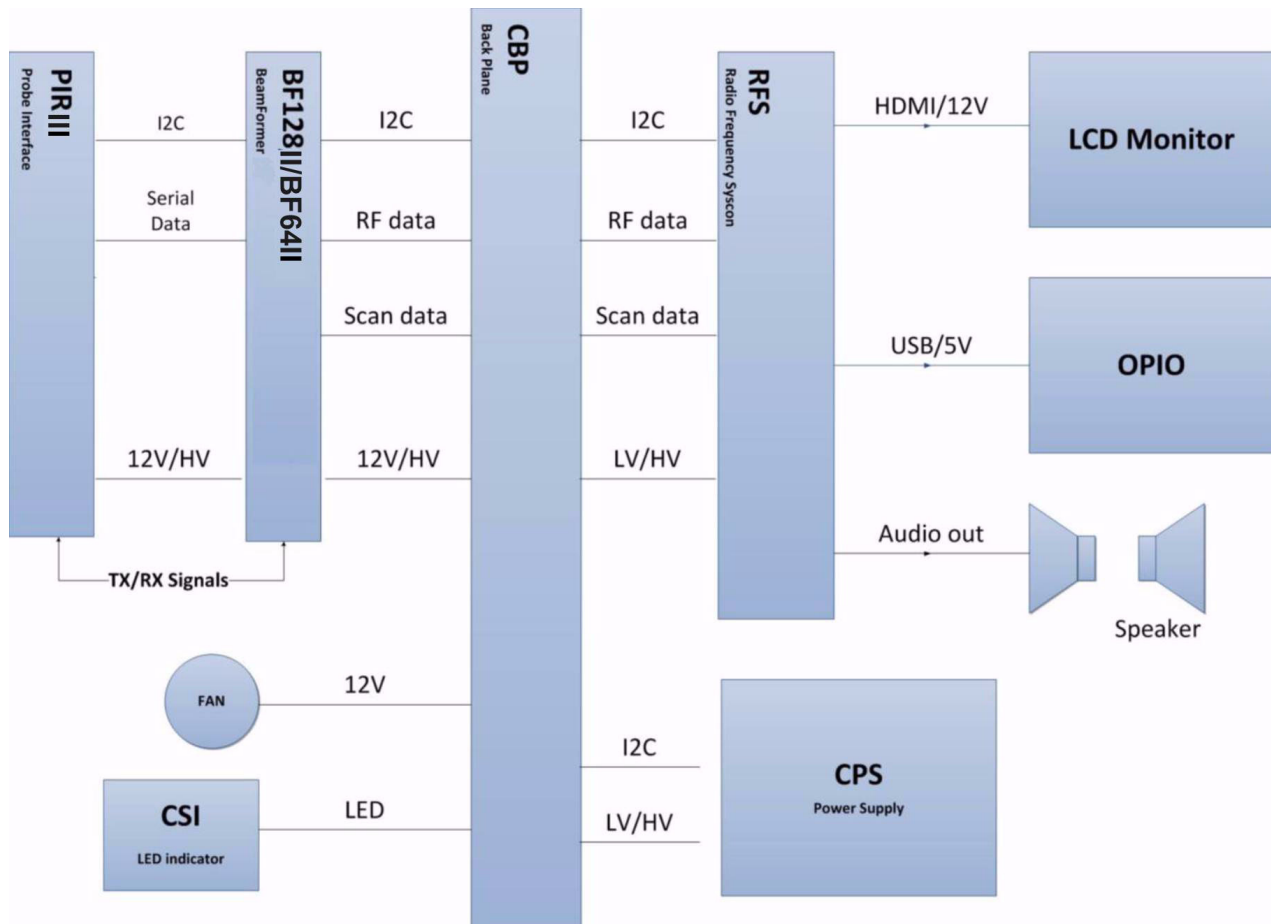 PIRIII
Probe Interface
I2C
Serial
Data
12V/HV
BF128II/BF64II
BeamFormer
TX/RX Signals
I2C
RF data
Scan data
12V/HV
CBP
Back Plane
I2C
RF data
Scan data
LV/HV
RFS
Radio Frequency Syscon
HDMI/12V
LCD Monitor
USB/5V
OPIO
Audio out
Speaker
FAN
12V
CSI
LED indicator
LED
I2C
LV/HV
CPS
Power Supply